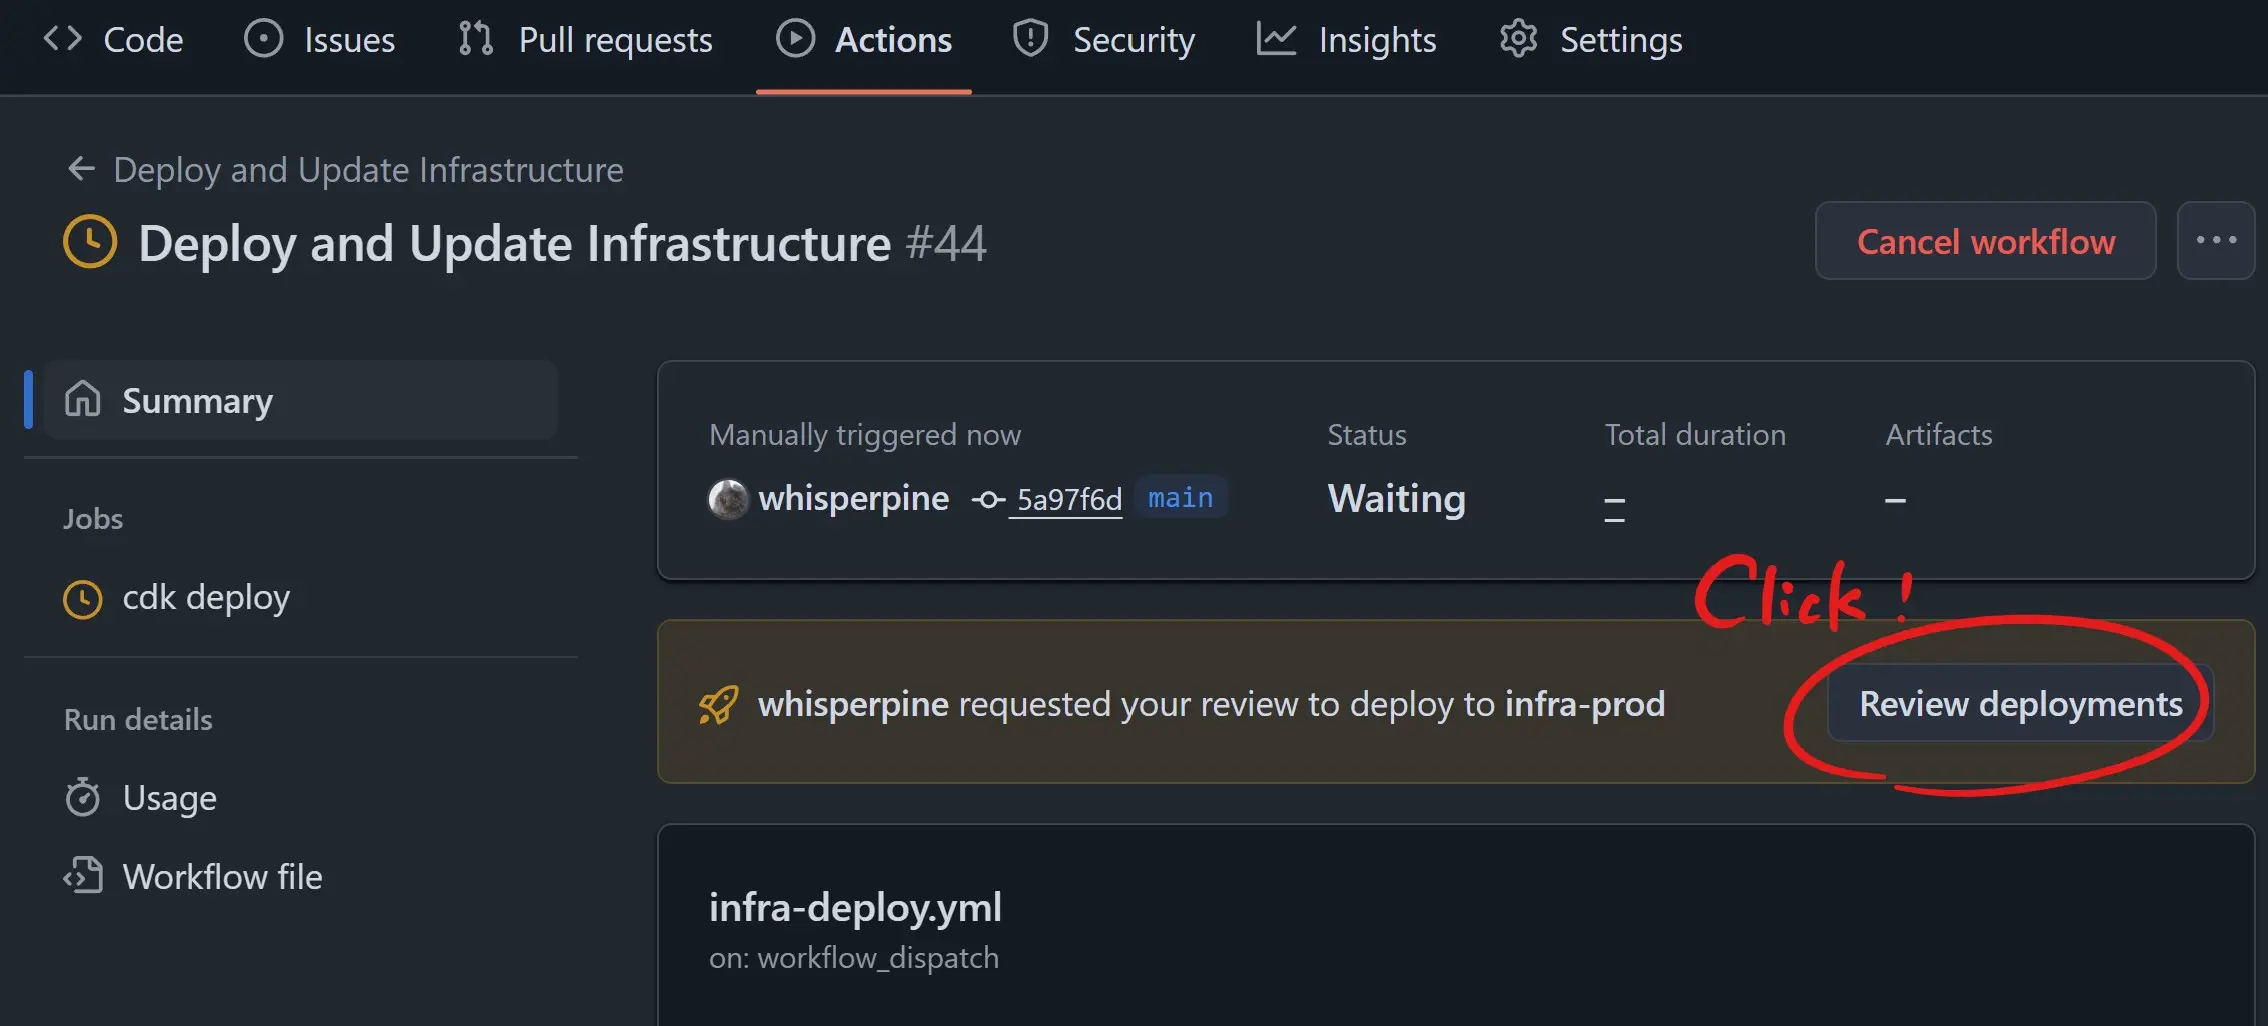 Code Issues Pull requests Actions Security Insights Settings
← Deploy and Update Infrastructure
Deploy and Update Infrastructure #44
Cancel workflow ...
Summary
Jobs
cdk deploy
Run details
Usage
Workflow file
Manually triggered now
whisperpine 5a97f6d main
Status
Waiting
Total duration
–
Artifacts
–
Click!
whisperpine requested your review to deploy to infra-prod
Review deployments
infra-deploy.yml
on: workflow_dispatch